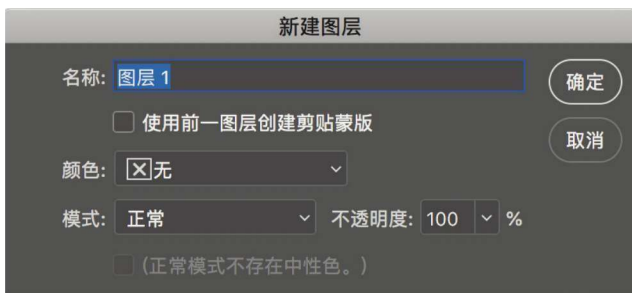 新建图层
名称: 图层 1
确定
使用前一图层创建剪贴蒙版
取消
颜色: 无
模式: 正常 不透明度: 100 %
(正常模式不存在中性色。)